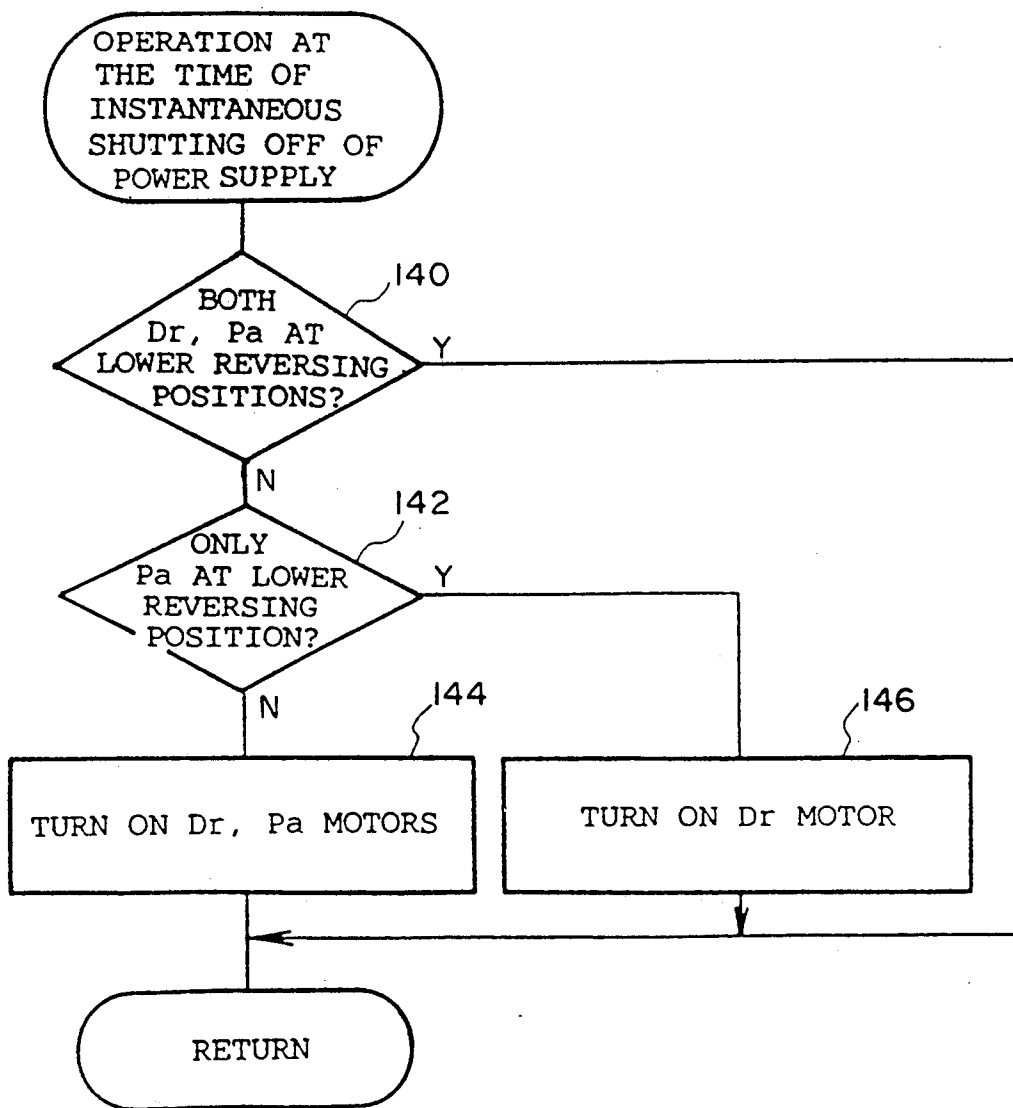 OPERATION AT
THE TIME OF
INSTANTANEOUS
SHUTTING OFF OF
POWER SUPPLY
140
BOTH
Dr, Pa AT
LOWER REVERSING
POSITIONS?
Y
N
142
ONLY
Pa AT LOWER
REVERSING
POSITION?
Y
N
144
146
TURN ON Dr, Pa MOTORS
TURN ON Dr MOTOR
RETURN